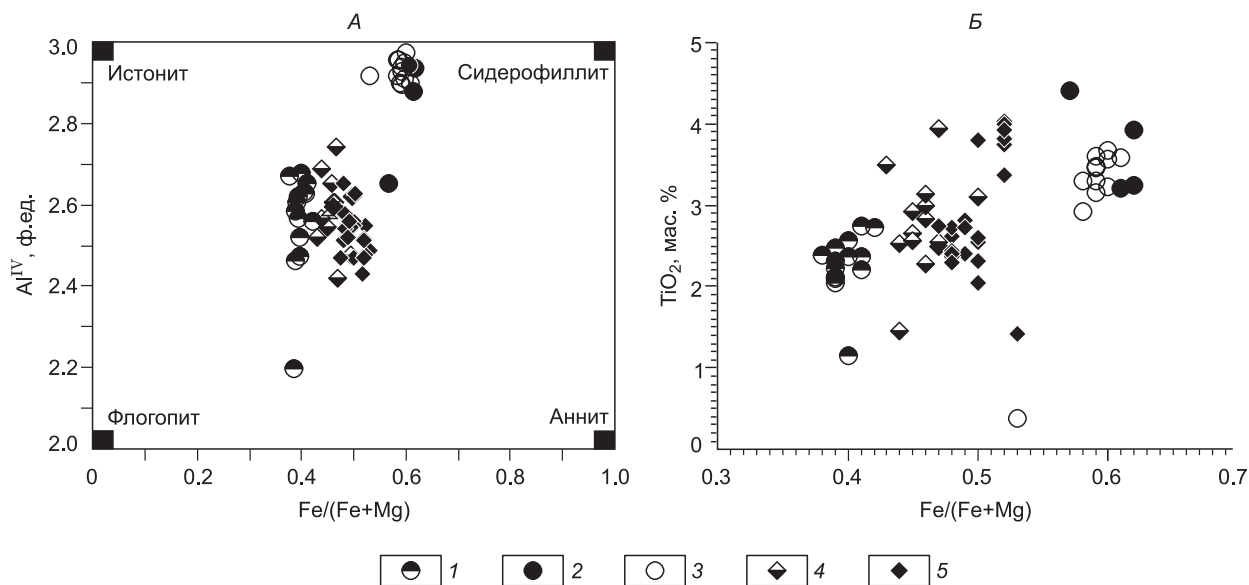 А
Б
3.0
2.8
2.6
2.4
2.2
2.0
Al^IV, ф.ед.
Истонит
Сидерофиллит
Флогопит
Аннит
0 0.2 0.4 0.6 0.8 1.0
Fe/(Fe+Mg)
5
4
3
2
1
0
TiO₂, мас. %
0.3 0.4 0.5 0.6 0.7
Fe/(Fe+Mg)
1 2 3 4 5